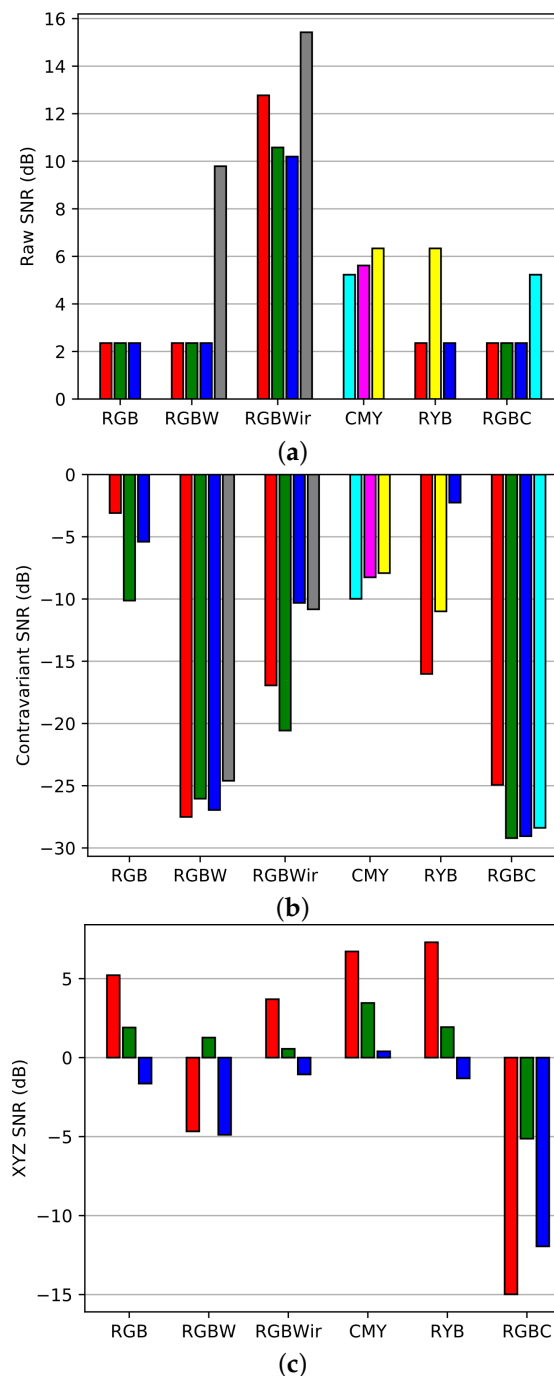 16
14
12
10
8
6
4
2
0
Raw SNR (dB)
RGB RGBW RGBWir CMY RYB RGBC
(a)
0
−5
−10
−15
−20
−25
−30
Contravariant SNR (dB)
RGB RGBW RGBWir CMY RYB RGBC
(b)
5
0
−5
−10
−15
XYZ SNR (dB)
RGB RGBW RGBWir CMY RYB RGBC
(c)